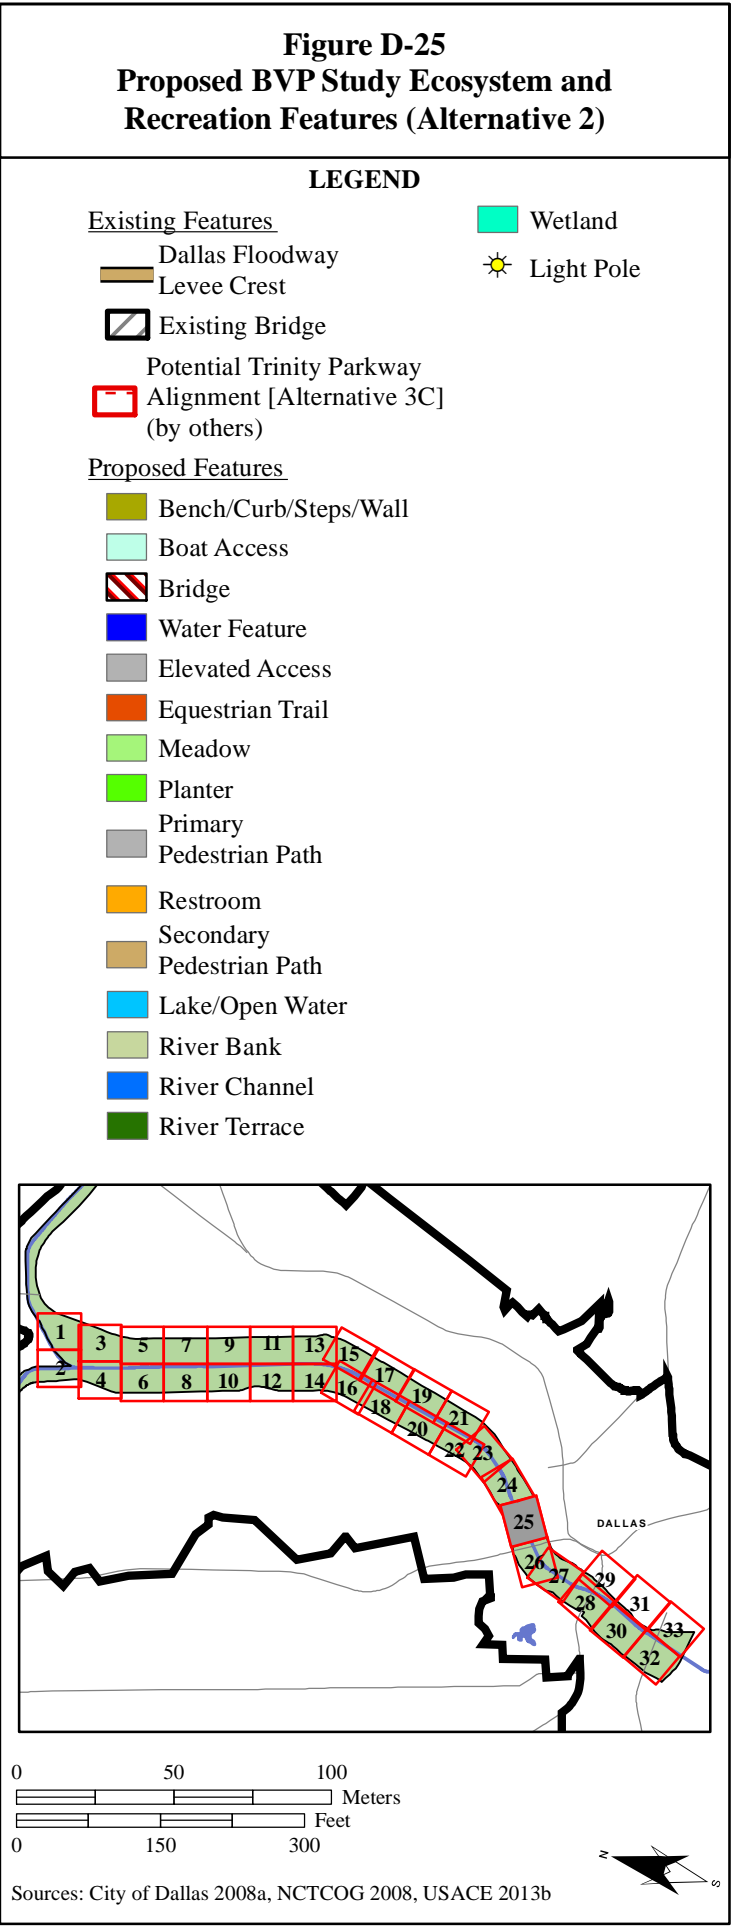 Figure D-25
Proposed BVP Study Ecosystem and
Recreation Features (Alternative 2)
LEGEND
Existing Features
Dallas Floodway
Levee Crest
Existing Bridge
Potential Trinity Parkway
Alignment [Alternative 3C]
(by others)
Proposed Features
Bench/Curb/Steps/Wall
Boat Access
Bridge
Water Feature
Elevated Access
Equestrian Trail
Meadow
Planter
Primary
Pedestrian Path
Restroom
Secondary
Pedestrian Path
Lake/Open Water
River Bank
River Channel
River Terrace
Wetland
Light Pole
1
2
3
4
5
6
7
8
9
10
11
12
13
14
15
16
17
18
19
20
21
22
23
24
25
26
27
28
29
30
31
32
33
DALLAS
0 50 100
Meters
Feet
0 150 300
N
S
Sources: City of Dallas 2008a, NCTCOG 2008, USACE 2013b